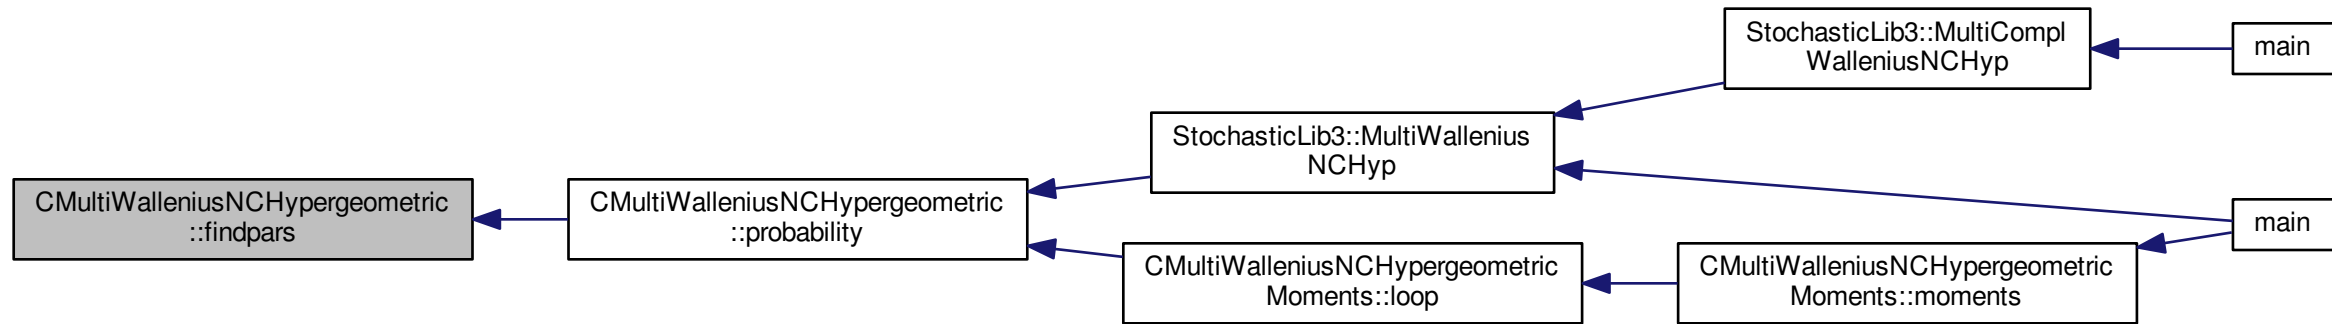 CMultiWalleniusNCHypergeometric
::findpars
CMultiWalleniusNCHypergeometric
::probability
StochasticLib3::MultiWallenius
NCHyp
StochasticLib3::MultiCompl
WalleniusNCHyp
main
CMultiWalleniusNCHypergeometric
Moments::loop
CMultiWalleniusNCHypergeometric
Moments::moments
main